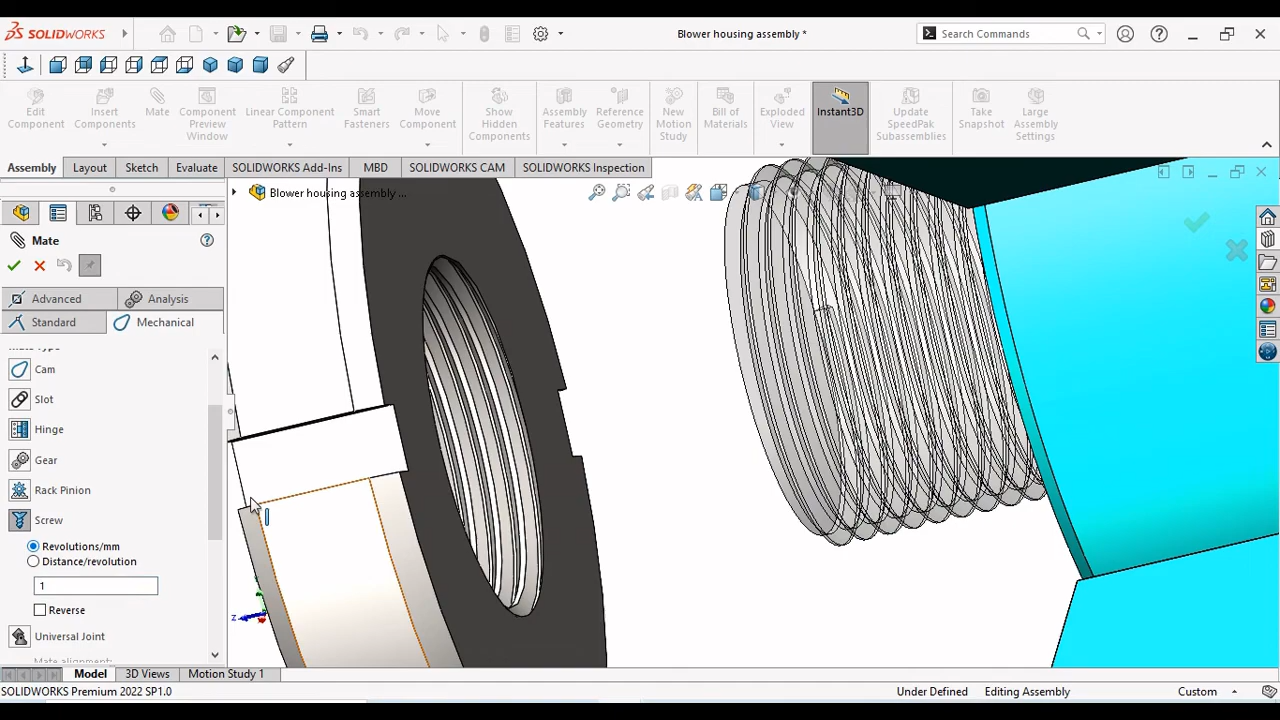 SOLIDWORKS
Blower housing assembly *
Search Commands
Edit Component
Insert Components
Mate
Component Preview Window
Linear Component Pattern
Smart Fasteners
Move Component
Show Hidden Components
Assembly Features
Reference Geometry
New Motion Study
Bill of Materials
Exploded View
Instant3D
Update SpeedPak Subassemblies
Take Snapshot
Large Assembly Settings
Assembly
Layout
Sketch
Evaluate
SOLIDWORKS Add-Ins
MBD
SOLIDWORKS CAM
SOLIDWORKS Inspection
Blower housing assembly ...
Mate
Advanced
Analysis
Standard
Mechanical
Cam
Slot
Hinge
Gear
Rack Pinion
Screw
Revolutions/mm
Distance/revolution
1
Reverse
Universal Joint
Mate alignment:
z
Model
3D Views
Motion Study 1
SOLIDWORKS Premium 2022 SP1.0
Under Defined
Editing Assembly
Custom